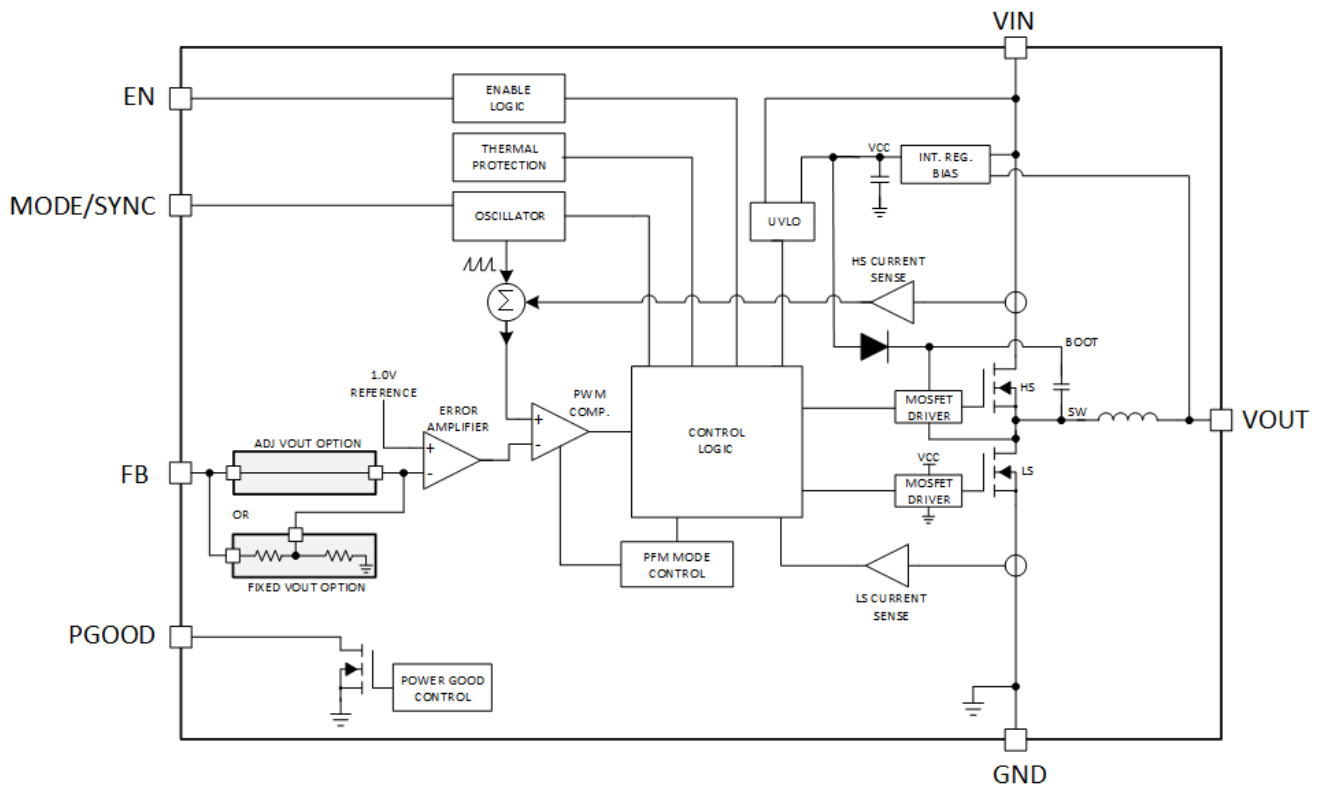 VIN
EN
ENABLE
LOGIC
THERMAL
PROTECTION
VCC
INT. REG.
BIAS
MODE/SYNC
OSCILLATOR
UVLO
HS CURRENT
SENSE
Σ
BOOT
1.0V
REFERENCE
ERROR
AMPLIFIER
PWM
COMP.
+
-
+
-
CONTROL
LOGIC
MOSFET
DRIVER
HS
SW
VOUT
ADJ VOUT OPTION
FB
OR
FIXED VOUT OPTION
VCC
MOSFET
DRIVER
LS
PFM MODE
CONTROL
LS CURRENT
SENSE
PGOOD
POWER GOOD
CONTROL
GND